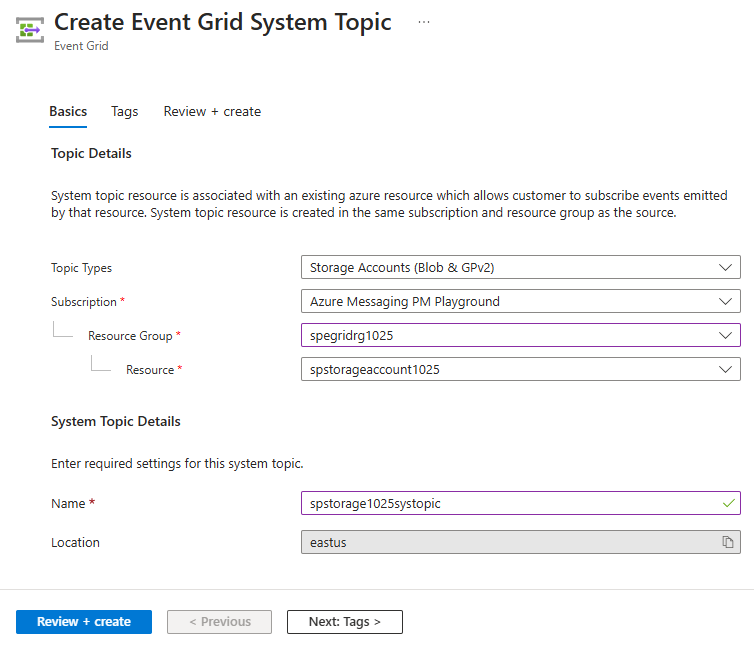 Create Event Grid System Topic ...
Event Grid
Basics Tags Review + create
Topic Details
System topic resource is associated with an existing azure resource which allows customer to subscribe events emitted
by that resource. System topic resource is created in the same subscription and resource group as the source.
Topic Types Storage Accounts (Blob & GPv2)
Subscription * Azure Messaging PM Playground
Resource Group * spegridrg1025
Resource * spstorageaccount1025
System Topic Details
Enter required settings for this system topic.
Name * spstorage1025systopic
Location eastus
Review + create < Previous Next: Tags >